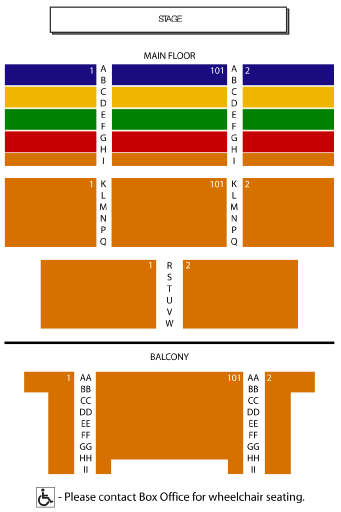 STAGE
MAIN FLOOR
1 A 101 A 2
B B
C C
D D
E E
F F
G G
H H
I I
1 K 101 K 2
L L
M M
N N
P P
Q Q
1 R 2
S
T
U
V
W
BALCONY
1 AA 101 AA 2
BB BB
CC CC
DD DD
EE EE
FF FF
GG GG
HH HH
II II
- Please contact Box Office for wheelchair seating.